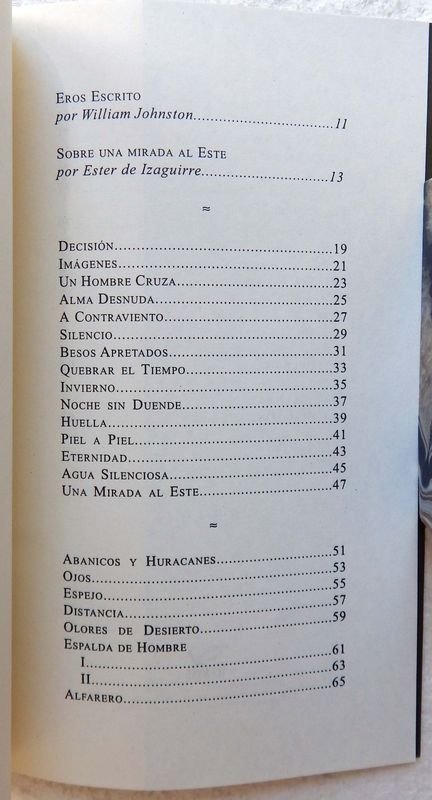 EROS ESCRITO
por William Johnston....................................11
SOBRE UNA MIRADA AL ESTE
por Ester de Izaguirre..................................13
≈
DECISIÓN....................................................19
IMÁGENES....................................................21
UN HOMBRE CRUZA.....................................23
ALMA DESNUDA..........................................25
A CONTRAVIENTO........................................27
SILENCIO....................................................29
BESOS APRETADOS.......................................31
QUEBRAR EL TIEMPO....................................33
INVIERNO...................................................35
NOCHE SIN DUENDE.....................................37
HUELLA......................................................39
PIEL A PIEL................................................41
ETERNIDAD.................................................43
AGUA SILENCIOSA........................................45
UNA MIRADA AL ESTE...................................47
≈
ABANICOS Y HURACANES..............................51
OJOS..........................................................53
ESPEJO.......................................................55
DISTANCIA..................................................57
OLORES DE DESIERTO...................................59
ESPALDA DE HOMBRE
I...............................................................61
II..............................................................63
ALFARERO..................................................65